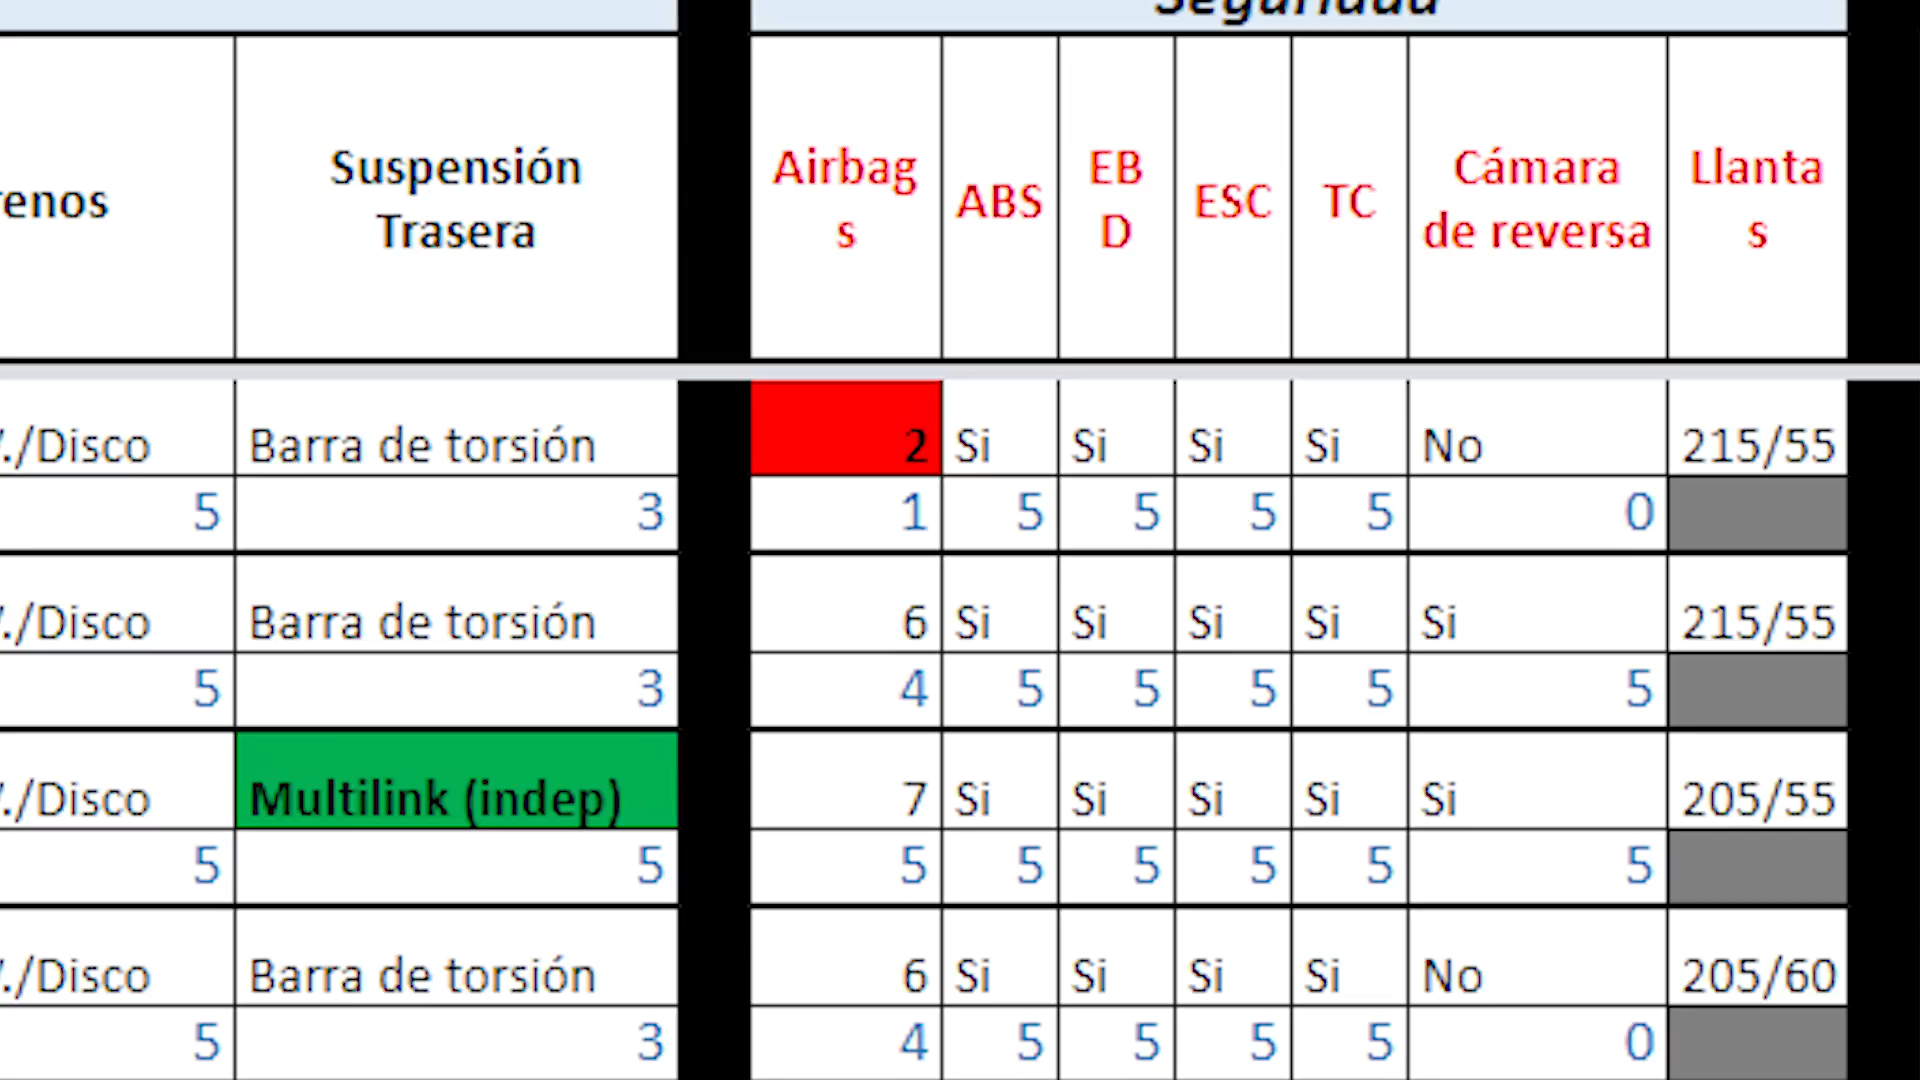 Seguridad
Suspensión
Trasera
Airbag
s
ABS
EB
D
ESC
TC
Cámara
de reversa
Llanta
s
/Disco
Barra de torsión
2
Si
Si
Si
Si
No
215/55
5
3
1
5
5
5
5
0
/Disco
Barra de torsión
6
Si
Si
Si
Si
Si
215/55
5
3
4
5
5
5
5
5
/Disco
Multilink (indep)
7
Si
Si
Si
Si
Si
205/55
5
5
5
5
5
5
5
5
/Disco
Barra de torsión
6
Si
Si
Si
Si
No
205/60
5
3
4
5
5
5
5
0